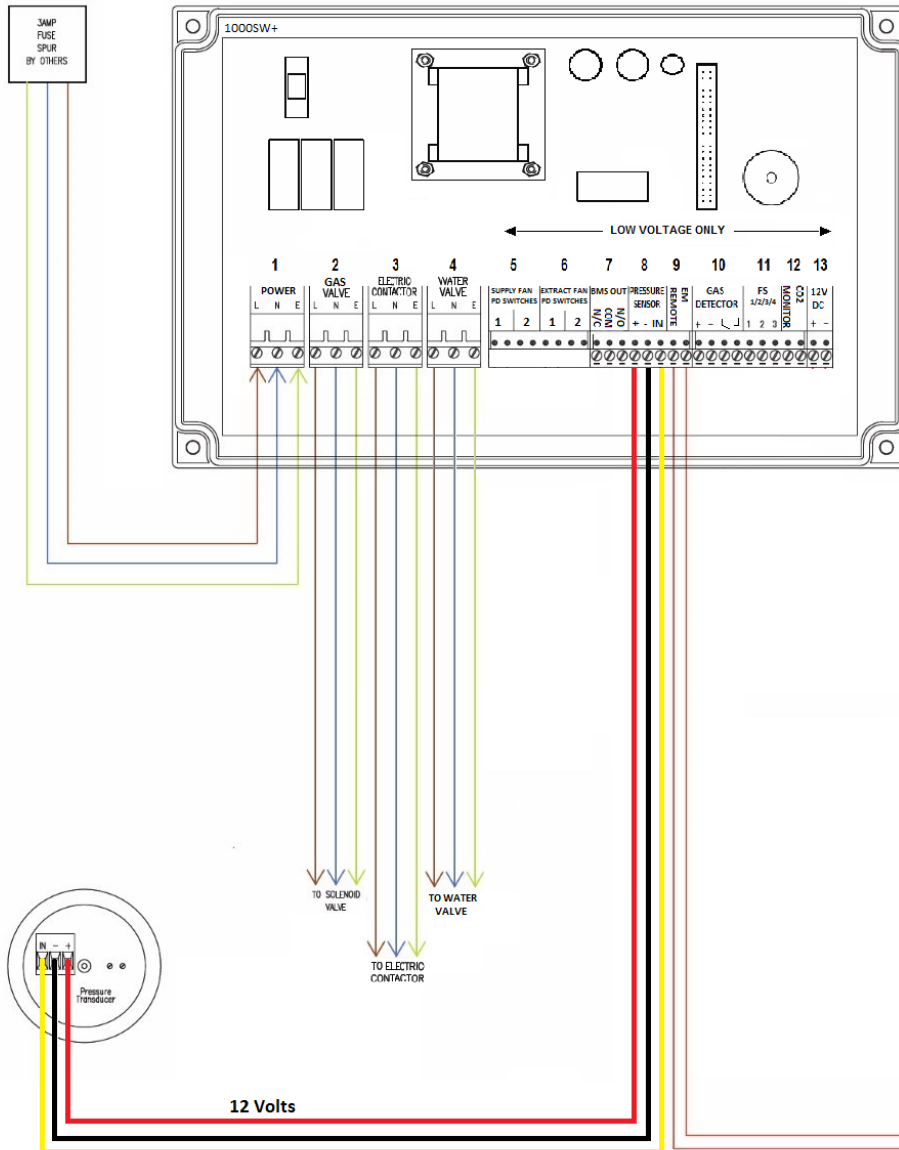 3AMP
FUSE
SPUR
BY OTHERS
1000SW+
LOW VOLTAGE ONLY
1 2 3 4 5 6 7 8 9 10 11 12 13
POWER
L N E
GAS
VALVE
L N E
ELECTRIC
CONTACTOR
L N E
WATER
VALVE
L N E
SUPPLY FAN
PD SWITCHES
1 2
EXTRACT FAN
PD SWITCHES
1 2
BMS OUT
N/C
COM
N/O
PRESSURE
SENSOR
+ - IN
REMOTE
EM
GAS
DETECTOR
+ -
FS
1/2/3/4
1 2 3
CO2
MONITOR
12V
DC
+ -
TO SOLENOID
VALVE
TO WATER
VALVE
TO ELECTRIC
CONTACTOR
IN - +
Pressure
Transducer
12 Volts